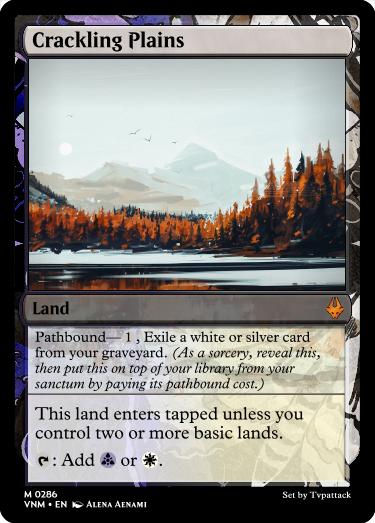 Crackling Plains
Land
Pathbound—1, Exile a white or silver card
from your graveyard. (As a sorcery, reveal this,
then put this on top of your library from your
sanctum by paying its pathbound cost.)
This land enters tapped unless you
control two or more basic lands.
: Add or .
M 0286
VNM • EN Alena Aenami
Set by Tvpattack